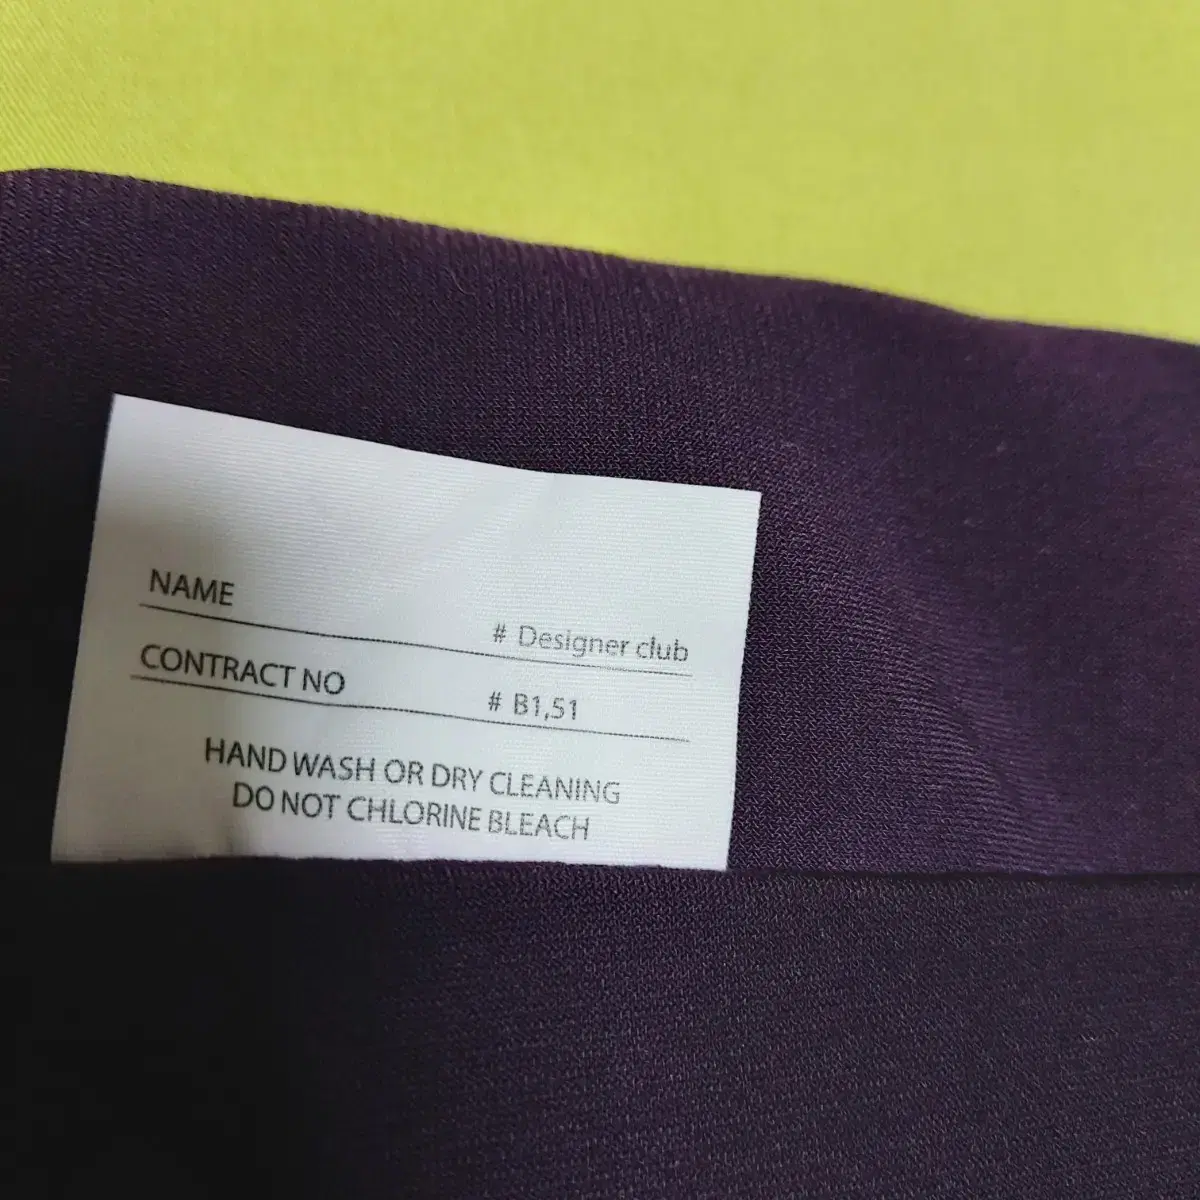 NAME
# Designer club
CONTRACT NO
# B1,51
HAND WASH OR DRY CLEANING
DO NOT CHLORINE BLEACH